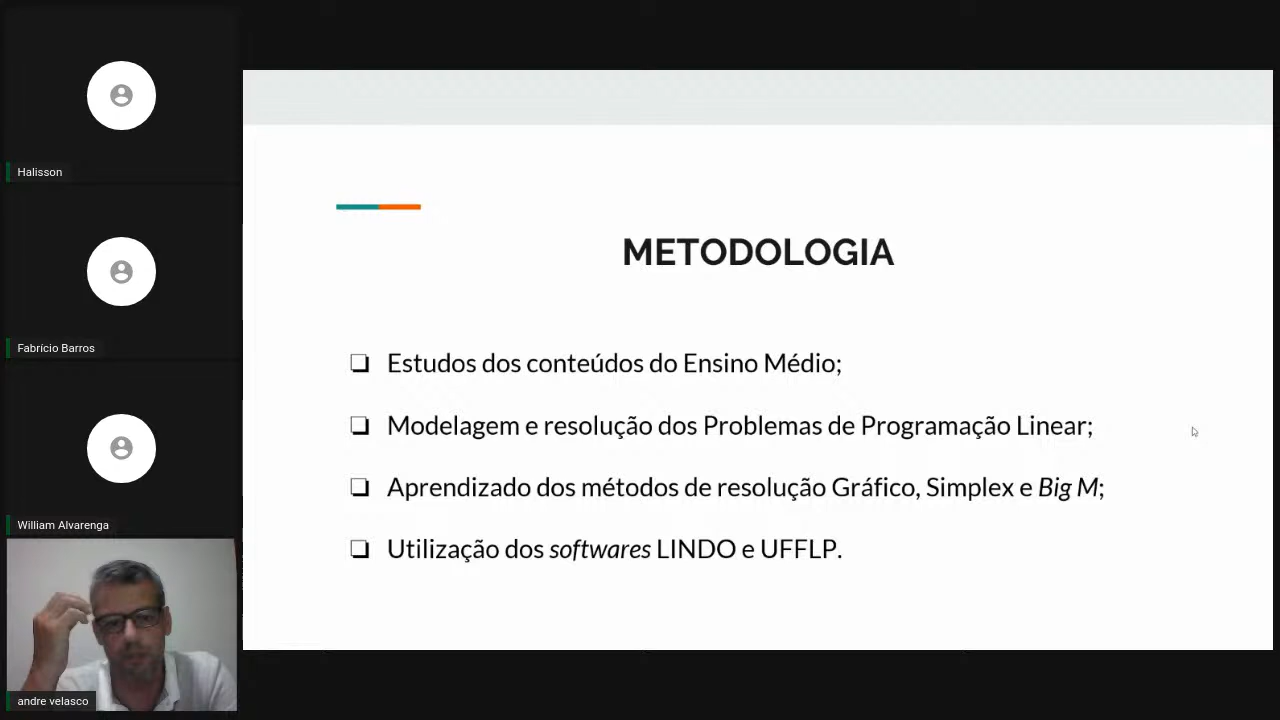 Halisson
Fabrício Barros
William Alvarenga
andre velasco
METODOLOGIA
❏ Estudos dos conteúdos do Ensino Médio;
❏ Modelagem e resolução dos Problemas de Programação Linear;
❏ Aprendizado dos métodos de resolução Gráfico, Simplex e Big M;
❏ Utilização dos softwares LINDO e UFFLP.